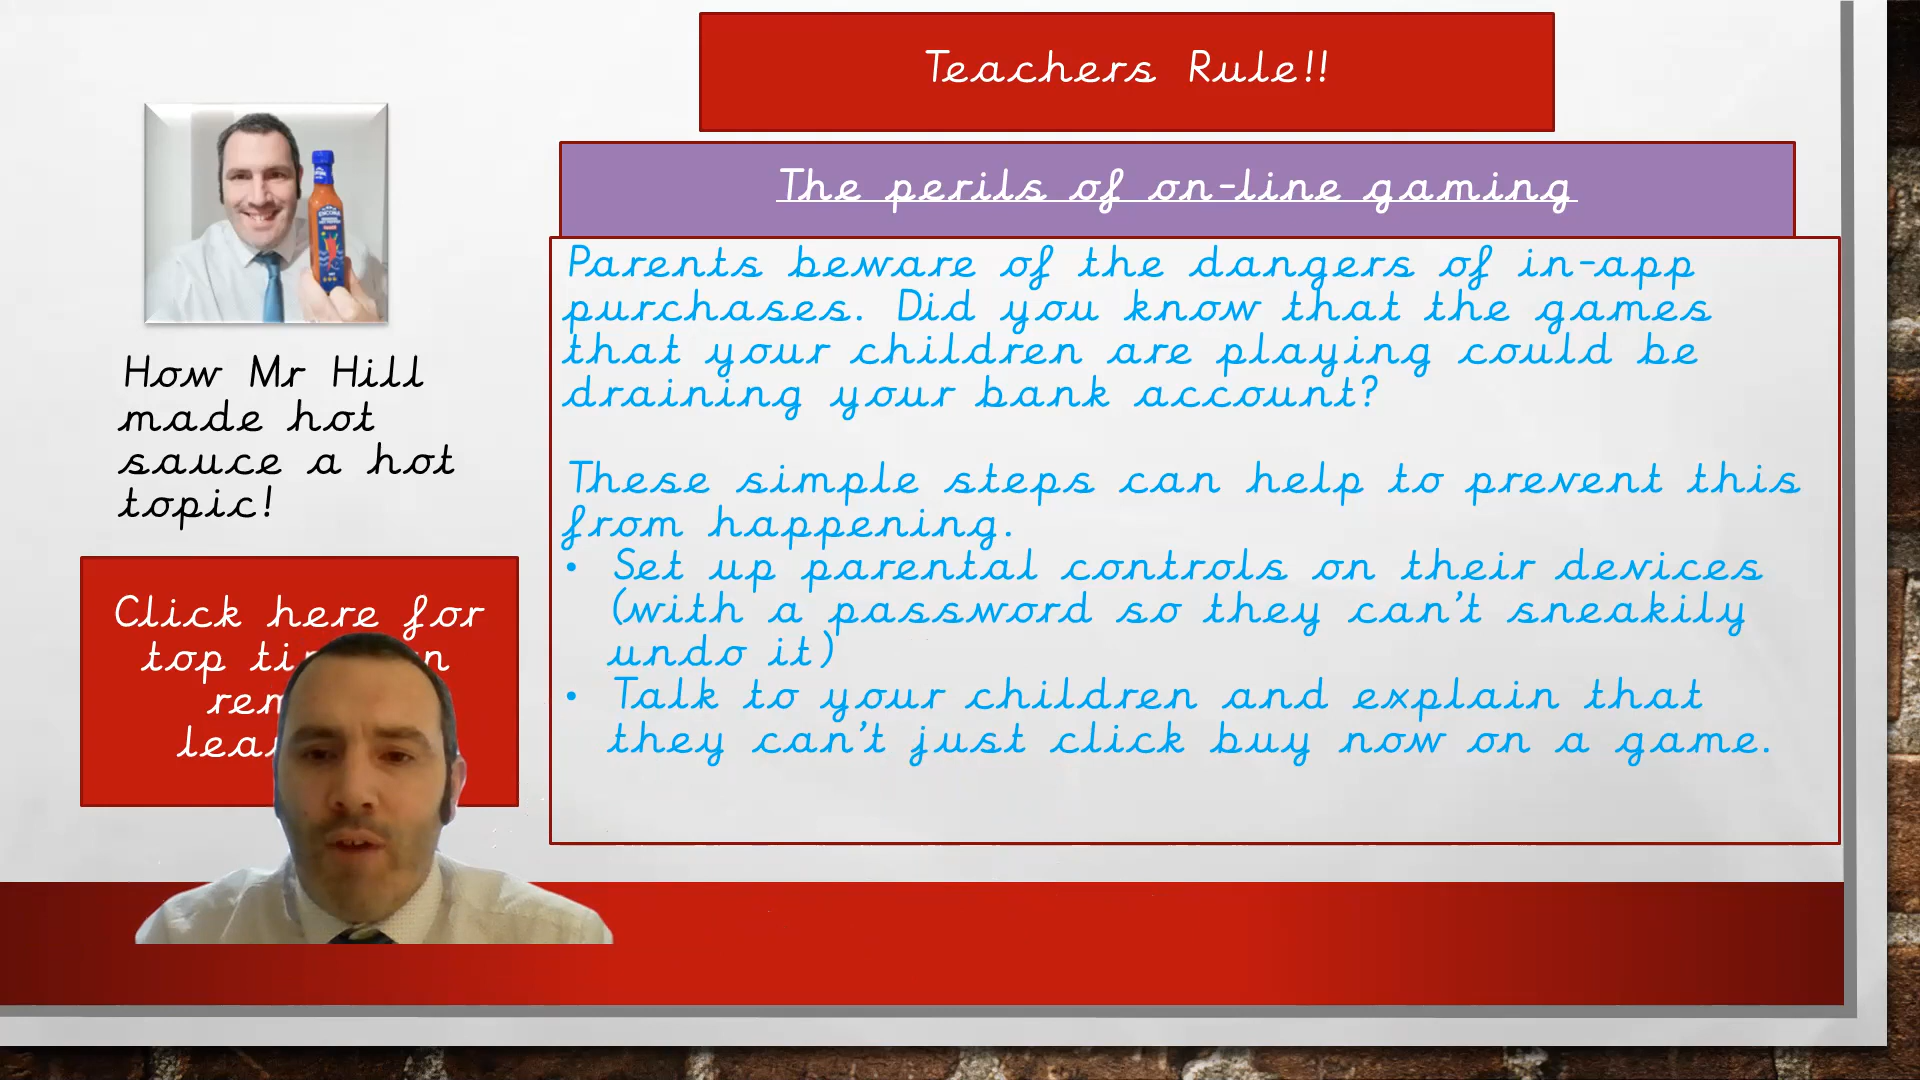 Teachers Rule!!
The perils of on-line gaming
Parents beware of the dangers of in-app
purchases. Did you know that the games
that your children are playing could be
draining your bank account?
These simple steps can help to prevent this
from happening.
• Set up parental controls on their devices
(with a password so they can't sneakily
undo it)
• Talk to your children and explain that
they can't just click buy now on a game.
How Mr Hill
made hot
sauce a hot
topic!
Click here for
top